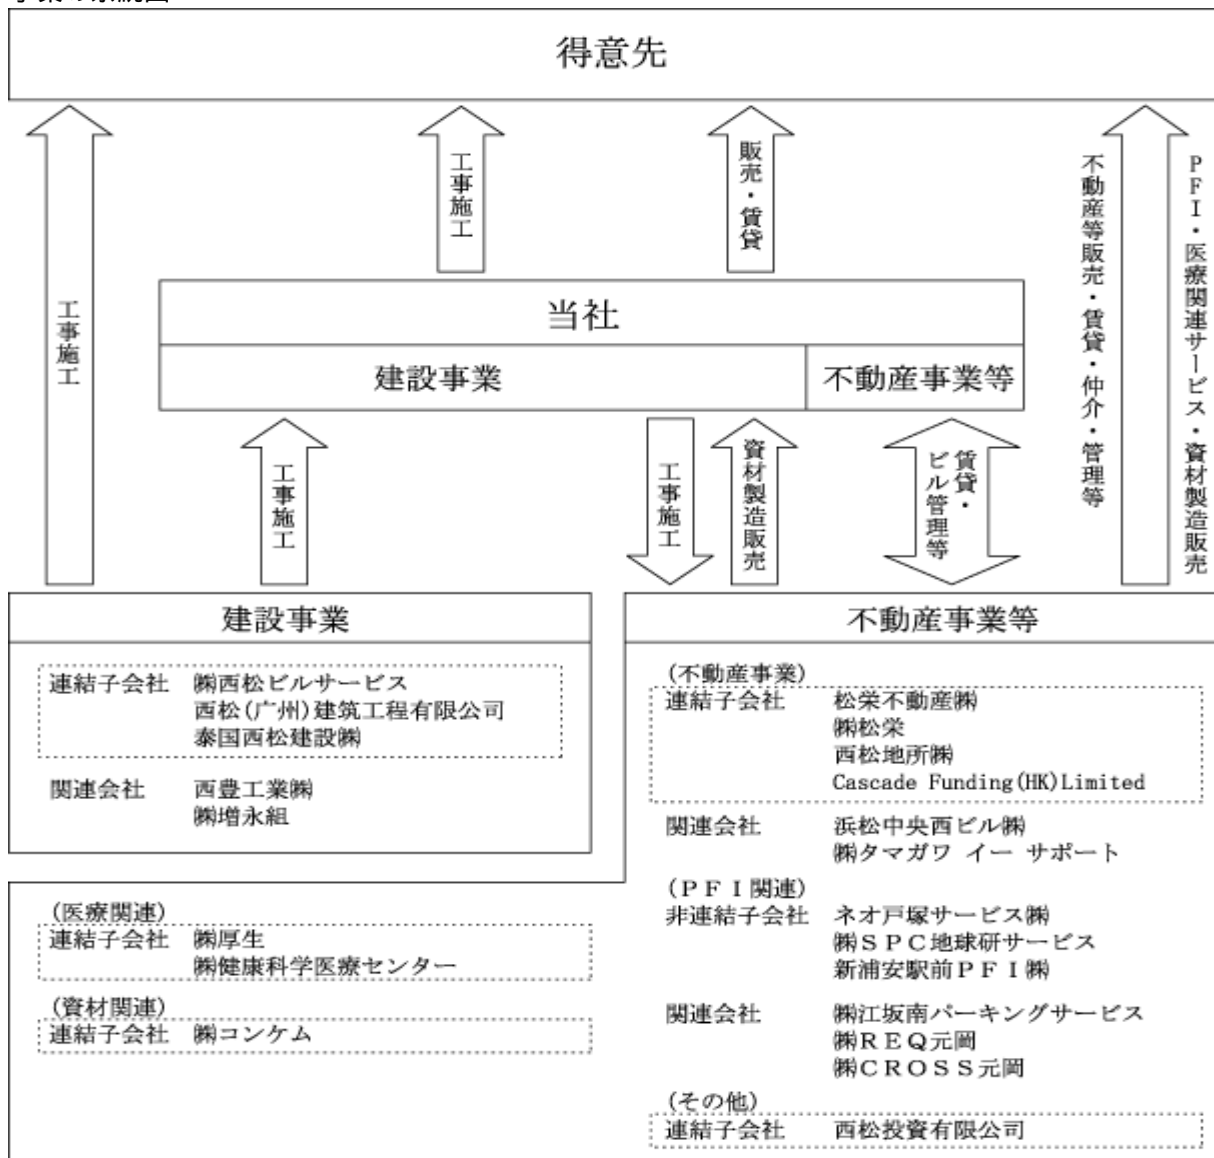 得意先
工事施工
工事施工
販売・賃貸
不動産等販売・賃貸・仲介・管理等
PFI・医療関連サービス・資材製造販売
当社
建設事業
不動産事業等
工事施工
工事施工
資材製造販売
賃貸・
ビル管理等
建設事業
連結子会社 ㈱西松ビルサービス
西松(广州)建筑工程有限公司
泰国西松建設㈱
関連会社 西豊工業㈱
㈱増永組
不動産事業等
(不動産事業)
連結子会社 松栄不動産㈱
㈱松栄
西松地所㈱
Cascade Funding(HK)Limited
関連会社 浜松中央西ビル㈱
㈱タマガワ イー サポート
(ＰＦＩ関連)
非連結子会社 ネオ戸塚サービス㈱
㈱ＳＰＣ地球研サービス
新浦安駅前ＰＦＩ㈱
関連会社 ㈱江坂南パーキングサービス
㈱ＲＥＱ元岡
㈱ＣＲＯＳＳ元岡
(その他)
連結子会社 西松投資有限公司
(医療関連)
連結子会社 ㈱厚生
㈱健康科学医療センター
(資材関連)
連結子会社 ㈱コンケム